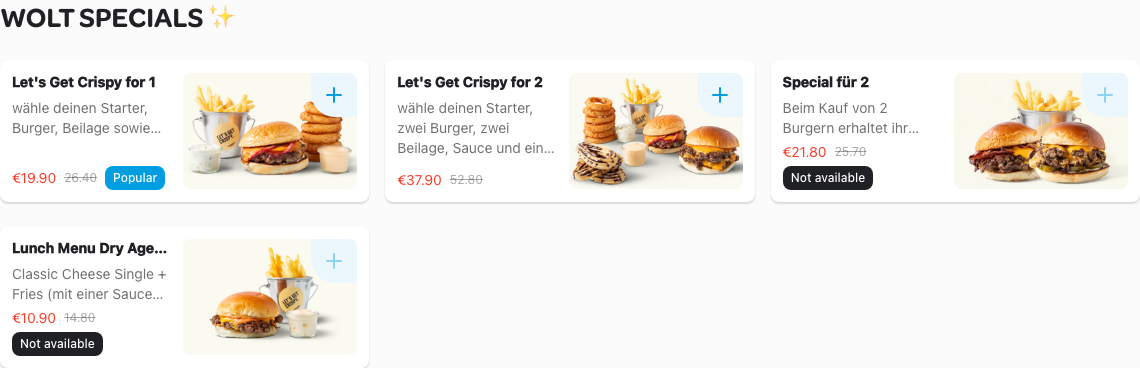 WOLT SPECIALS ✨
Let's Get Crispy for 1
wähle deinen Starter,
Burger, Beilage sowie...
€19.90 26.40 Popular
Let's Get Crispy for 2
wähle deinen Starter,
zwei Burger, zwei
Beilage, Sauce und ein...
€37.90 52.80
Special für 2
Beim Kauf von 2
Burgern erhaltet ihr...
€21.80 25.70
Not available
Lunch Menu Dry Age...
Classic Cheese Single +
Fries (mit einer Sauce...
€10.90 14.80
Not available